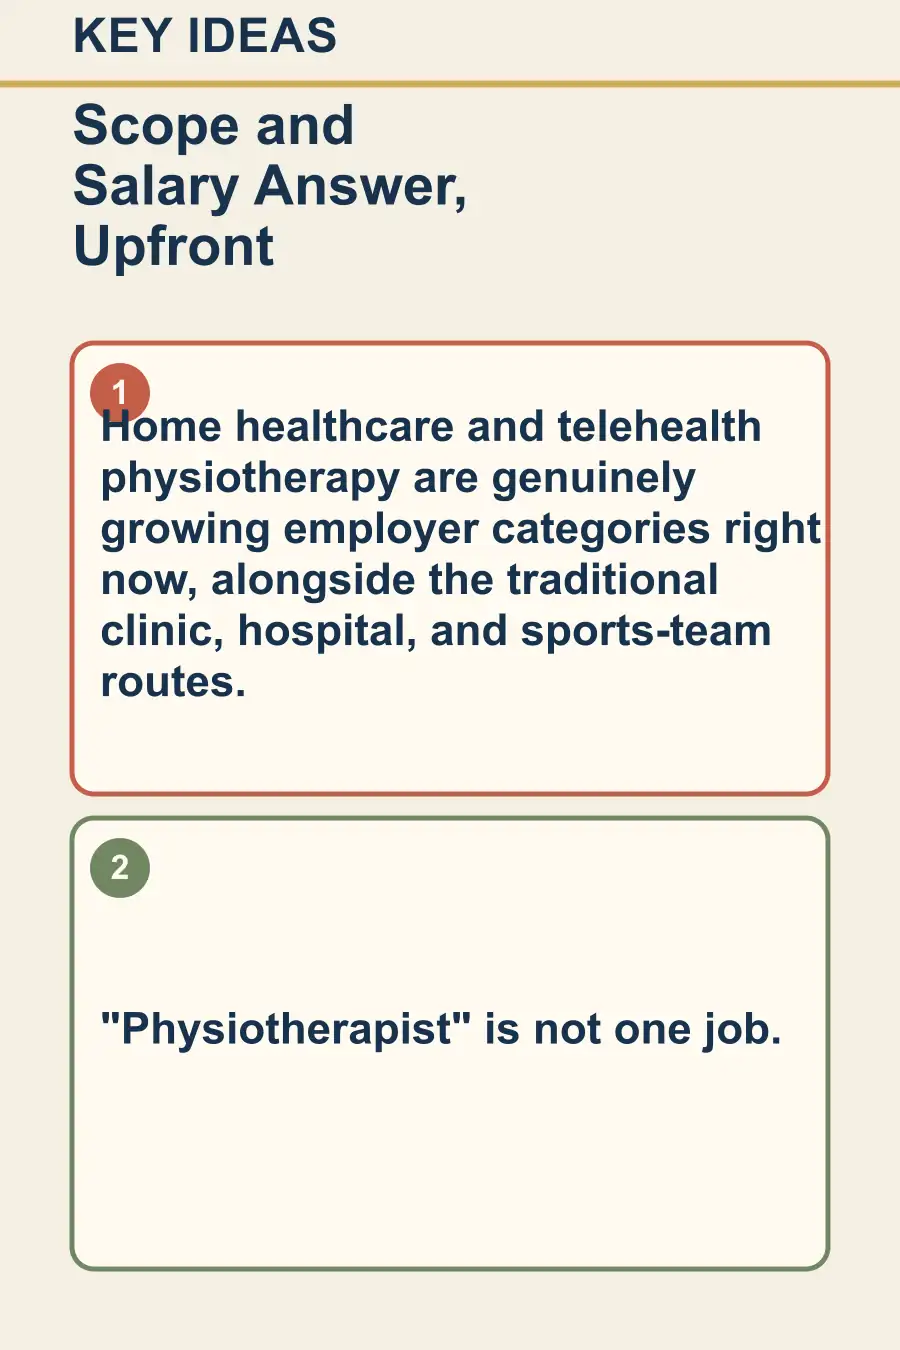 KEY IDEAS
Scope and
Salary Answer,
Upfront
1
Home healthcare and telehealth
physiotherapy are genuinely
growing employer categories right
now, alongside the traditional
clinic, hospital, and sports-team
routes.
2
"Physiotherapist" is not one job.